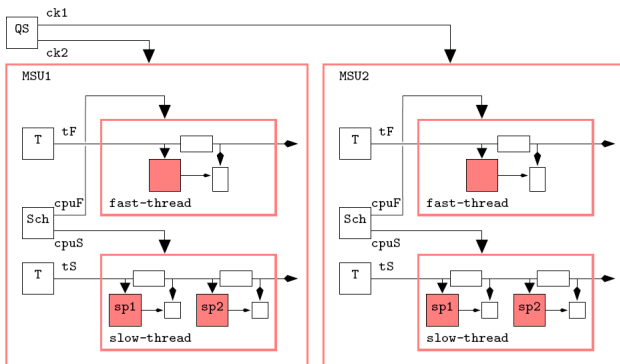 ck1
QS
ck2
MSU1
MSU2
tF
T
tF
T
fast-thread
fast-thread
cpuF
Sch
cpuS
cpuF
Sch
cpuS
tS
T
tS
T
sp1
sp2
sp1
sp2
slow-thread
slow-thread